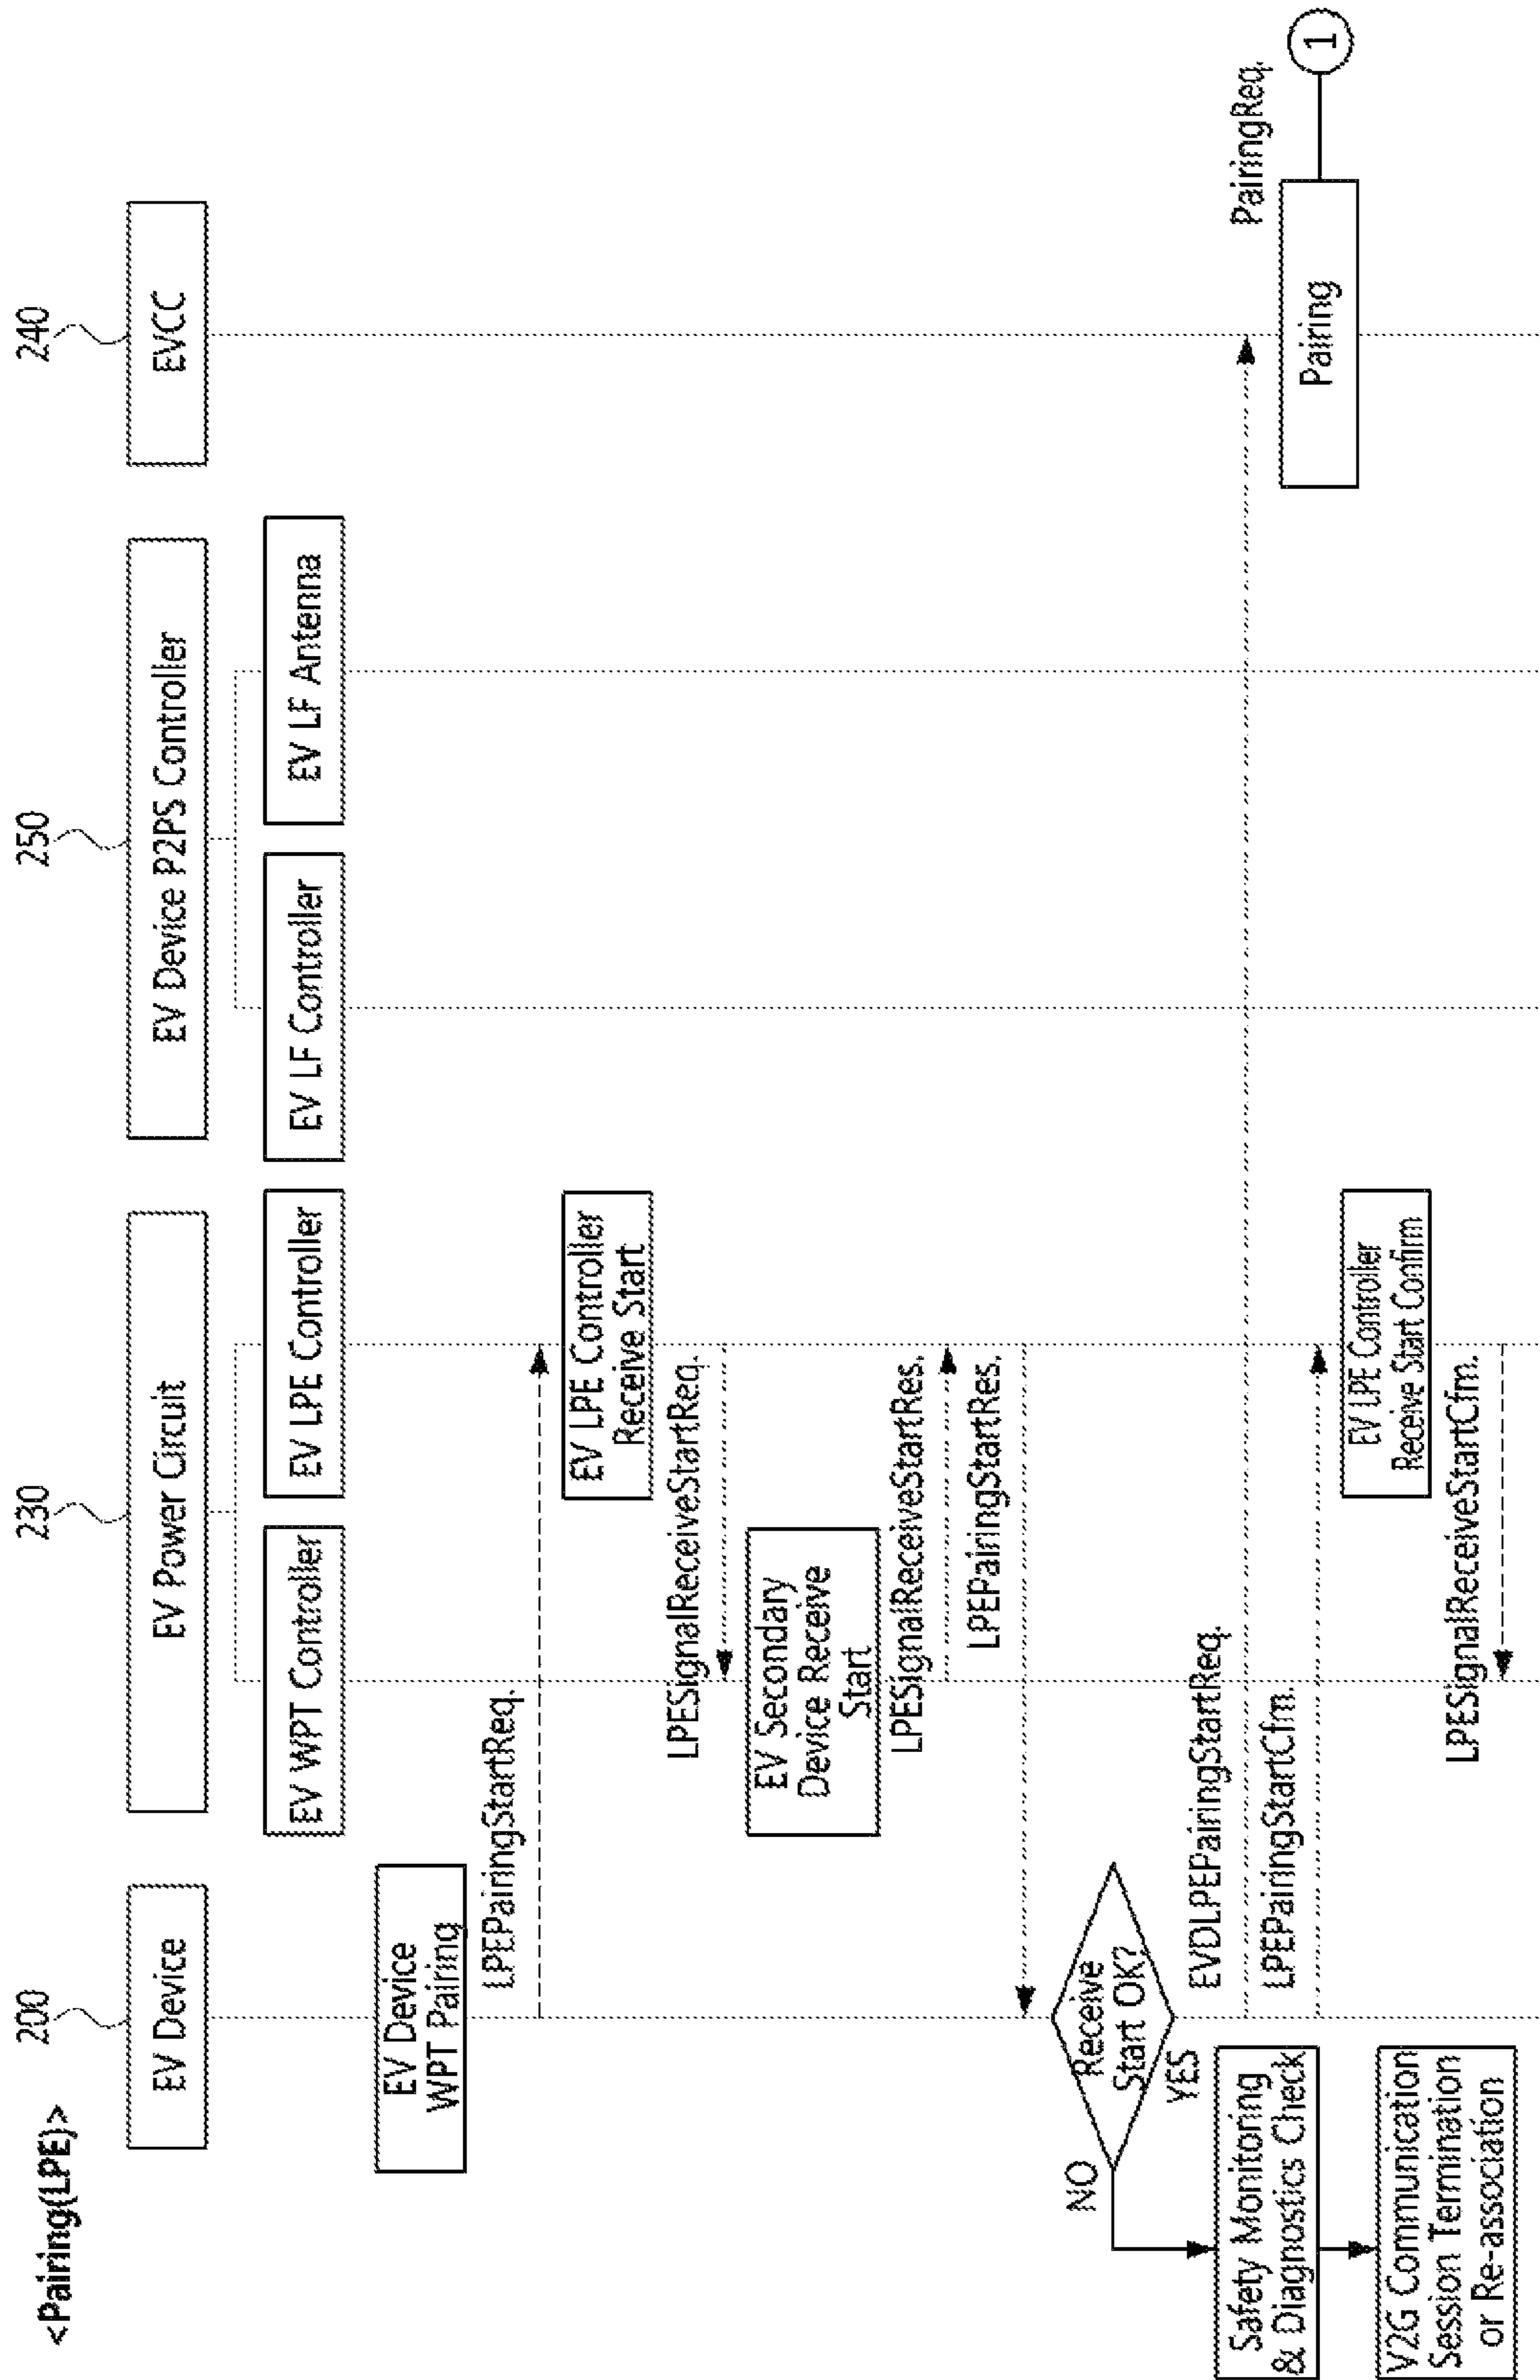 <Pairing(LPE)>
200
230
250
240
EV Device
EV Power Circuit
EV Device P2PS Controller
EVCC
EV WPT Controller
EV LPE Controller
EV LF Controller
EV LF Antenna
EV Device
WPT Pairing
LPEPairingStartReq.
EV LPE Controller
Receive Start
LPESignalReceiveStartReq.
EV Secondary
Device Receive
Start
LPESignalReceiveStartRes.
LPEPairingStartRes.
Receive
Start OK?
NO
YES
Safety Monitoring
& Diagnostics Check
V2G Communication
Session Termination
or Re-association
EVDLPEPairingStartReq.
PairingReq.
LPEPairingStartCfm.
Pairing
1
EV LPE Controller
Receive Start Confirm
LPESignalReceiveStartCfm.